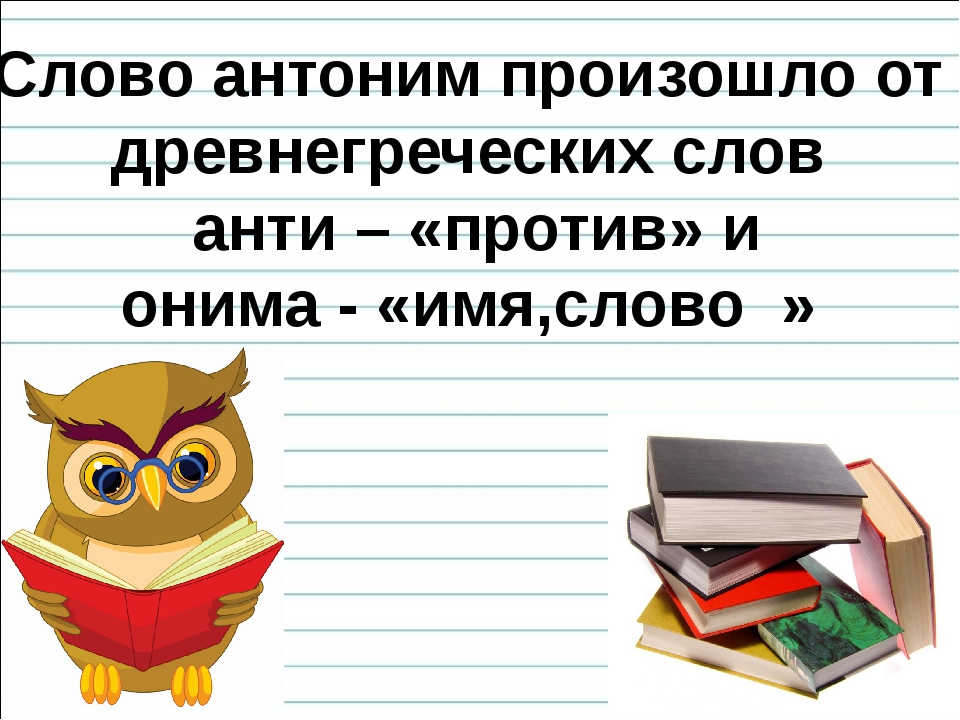 Слово антоним произошло от
древнегреческих слов
анти – «против» и
онима - «имя,слово  »